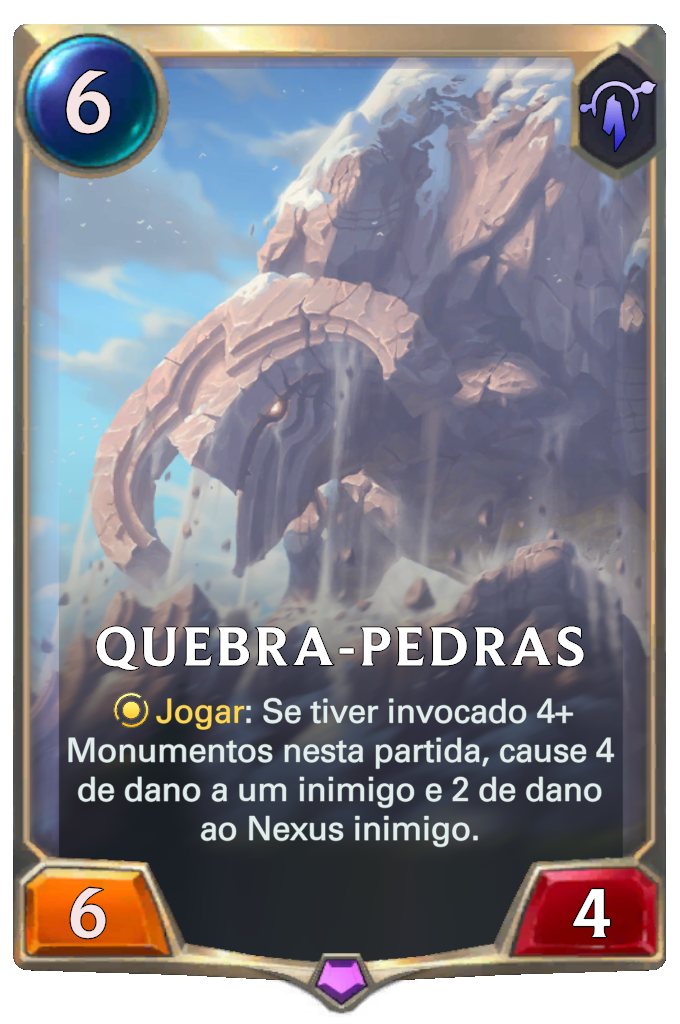 6
QUEBRA-PEDRAS
Jogar: Se tiver invocado 4+
Monumentos nesta partida, cause 4
de dano a um inimigo e 2 de dano
ao Nexus inimigo.
6
4